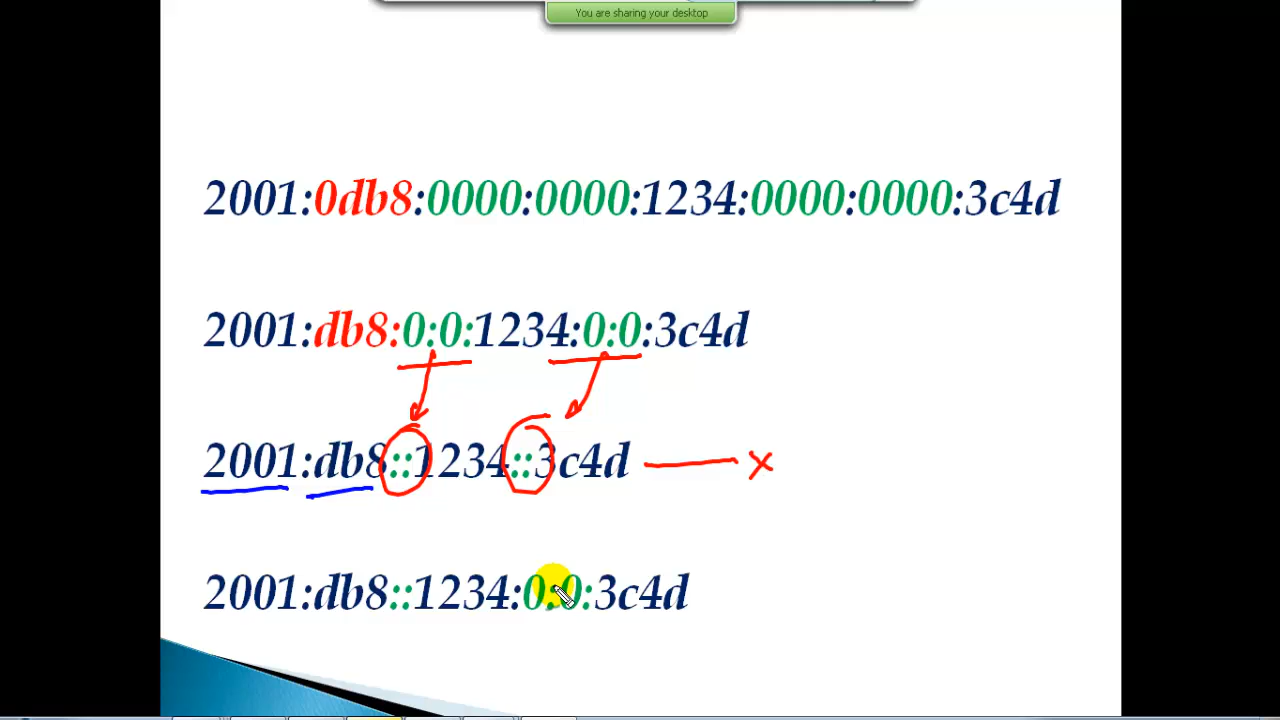 You are sharing your desktop
2001:0db8:0000:0000:1234:0000:0000:3c4d
2001:db8:0:0:1234:0:0:3c4d
2001:db8::1234::3c4d x
2001:db8::1234:0:0:3c4d